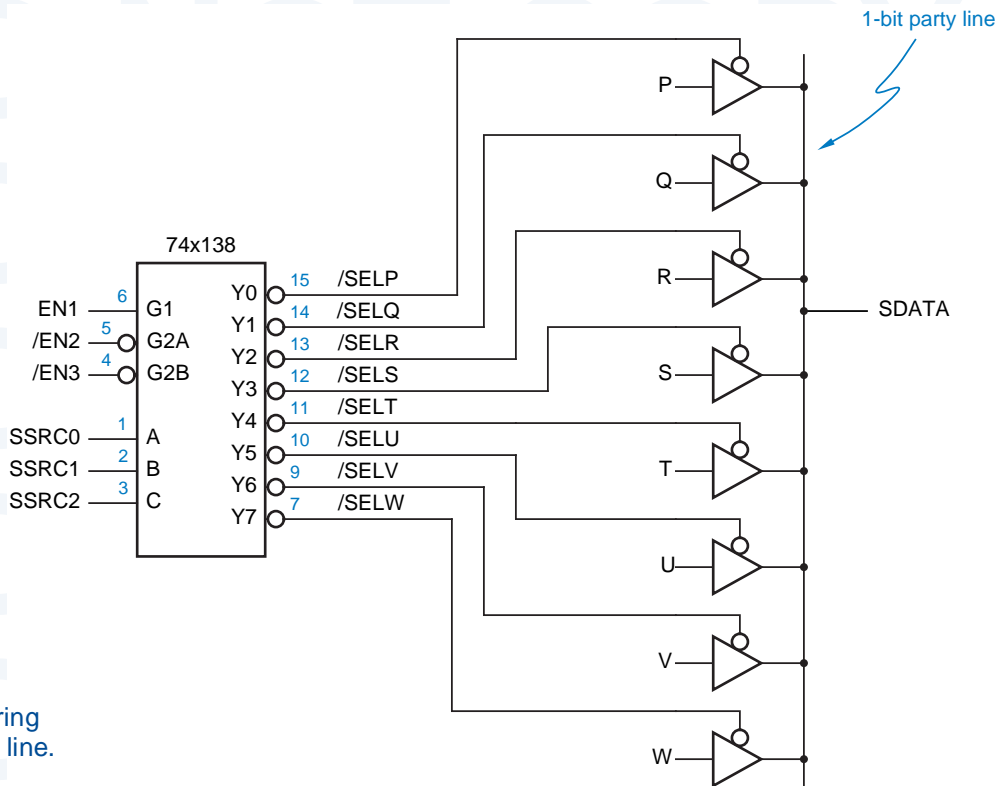 1-bit party line
P
Q
74x138
R
EN1 6 G1 Y0 15 /SELP
/EN2 5 G2A Y1 14 /SELQ
/EN3 4 G2B Y2 13 /SELR
SDATA
Y3 12 /SELS
S
SSRC0 1 A Y4 11 /SELT
SSRC1 2 B Y5 10 /SELU
T
SSRC2 3 C Y6 9 /SELV
Y7 7 /SELW
U
V
ring
line.
W